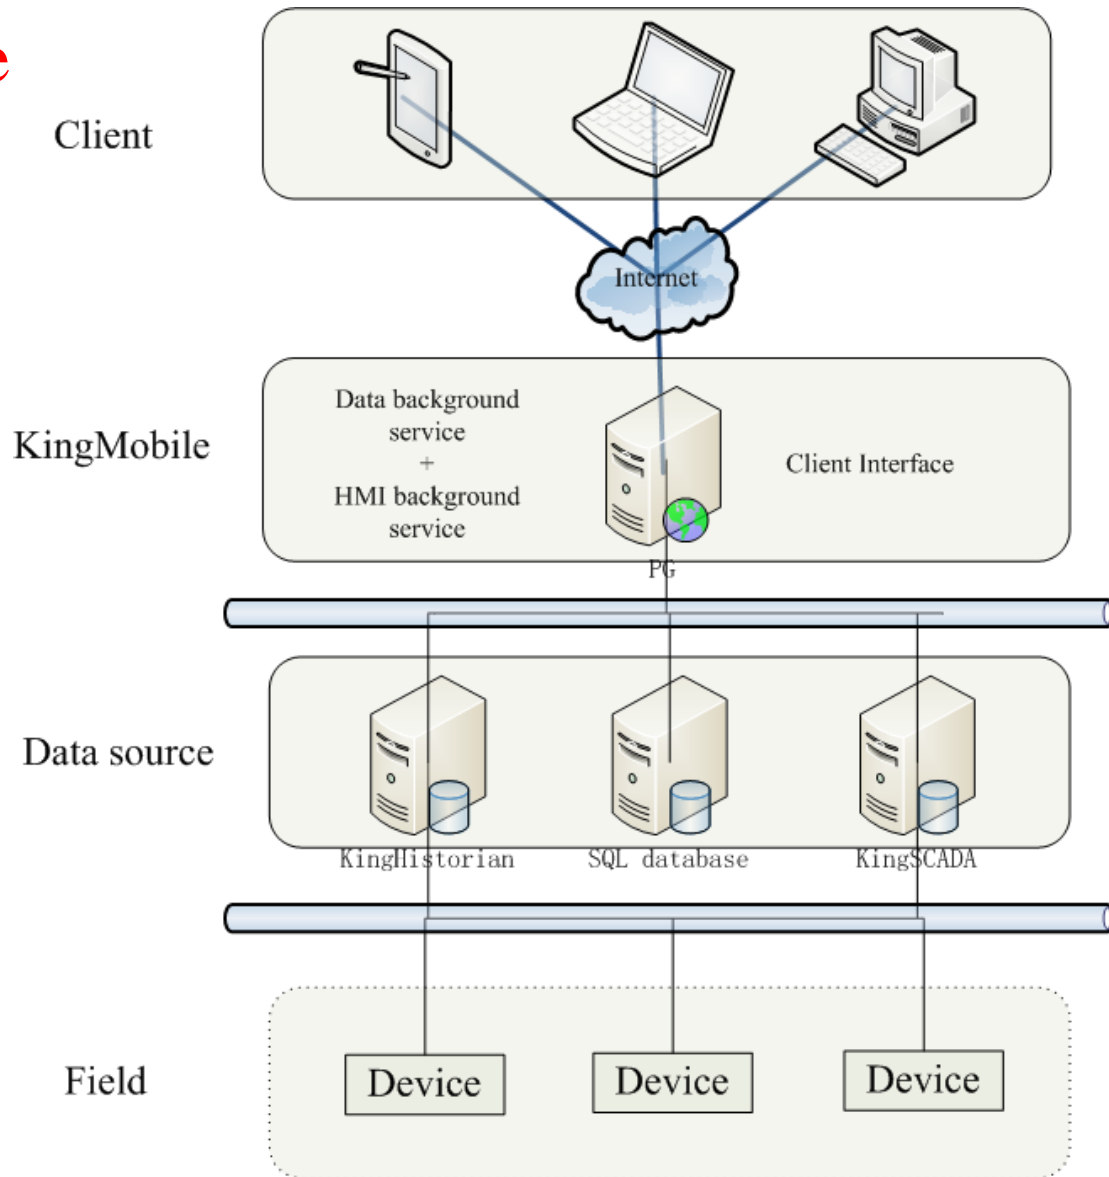 e
Client
Internet
KingMobile
Data background
service
+
HMI background
service
Client Interface
PG
Data source
KingHistorian
SQL database
KingSCADA
Field
Device
Device
Device